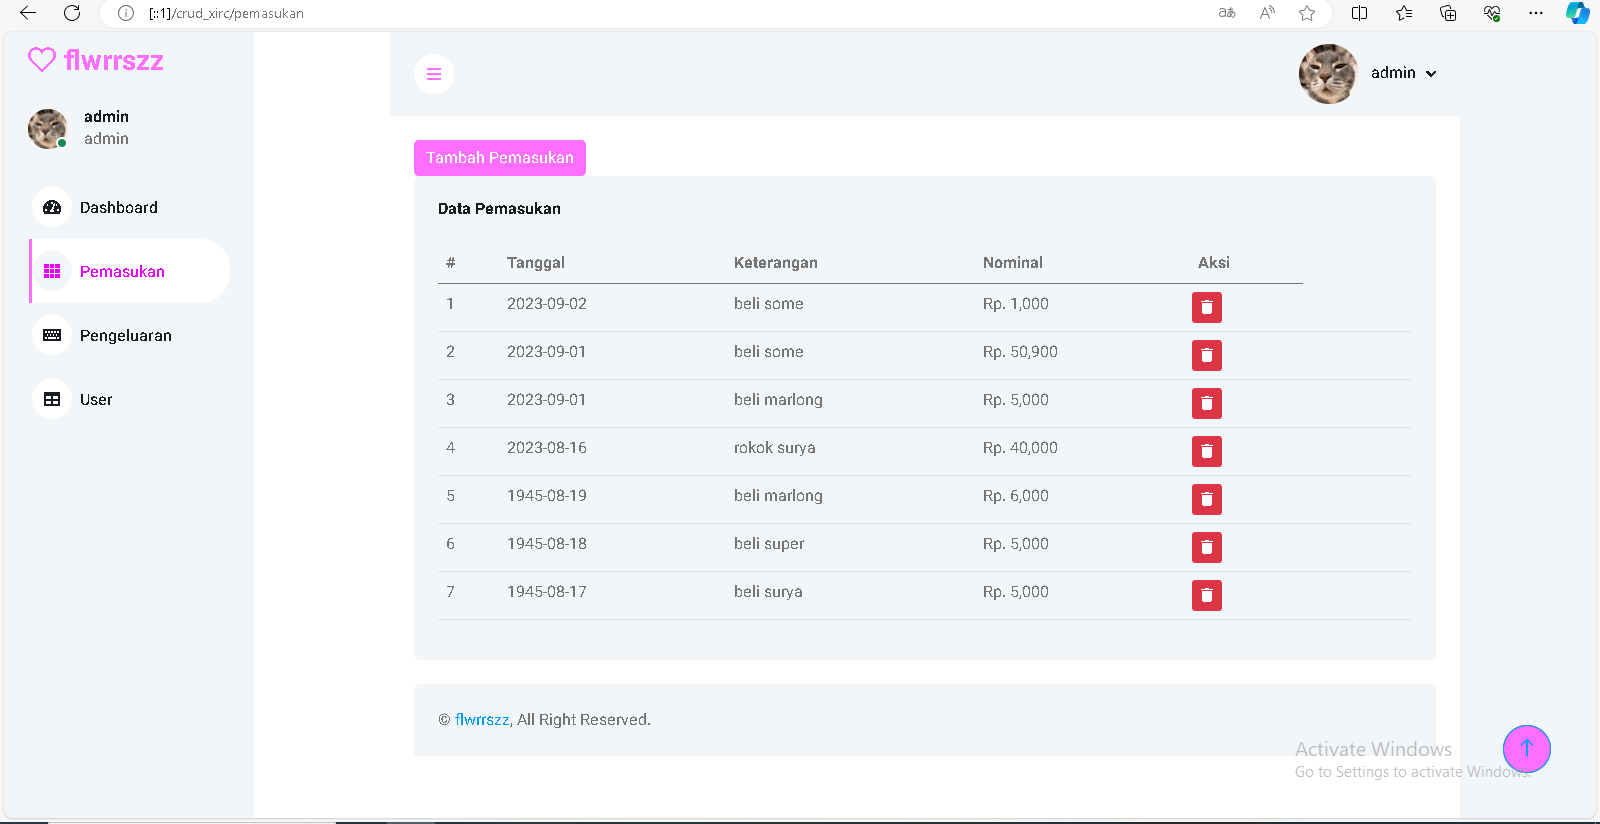 [::1]/crud_xirc/pemasukan
flwrrszz
admin
admin
Dashboard
Pemasukan
Pengeluaran
User
admin
Tambah Pemasukan
Data Pemasukan
# Tanggal Keterangan Nominal Aksi
1 2023-09-02 beli some Rp. 1,000
2 2023-09-01 beli some Rp. 50,900
3 2023-09-01 beli marlong Rp. 5,000
4 2023-08-16 rokok surya Rp. 40,000
5 1945-08-19 beli marlong Rp. 6,000
6 1945-08-18 beli super Rp. 5,000
7 1945-08-17 beli surya Rp. 5,000
© flwrrszz, All Right Reserved.
Activate Windows
Go to Settings to activate Windows.